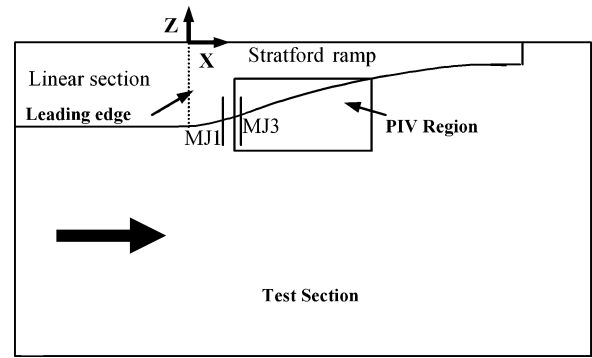 Z
X
Stratford ramp
Linear section
Leading edge
MJ1
MJ3
PIV Region
Test Section